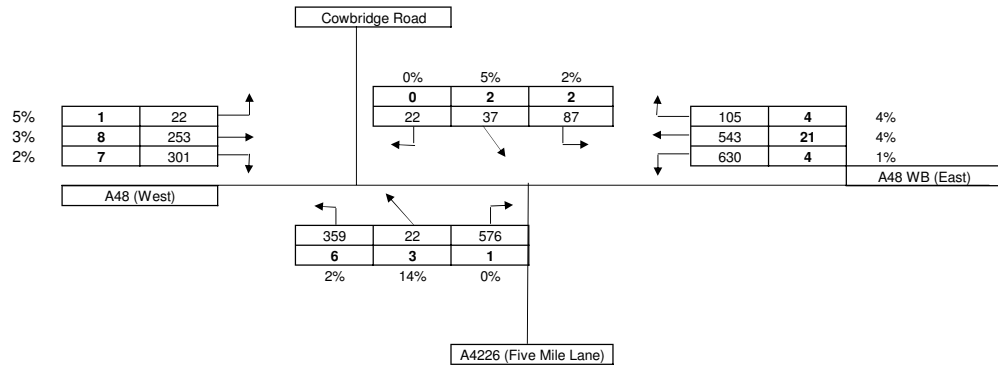 Cowbridge Road
0% 5% 2%
0 2 2
22 37 87
5% 1 22
3% 8 253
2% 7 301
105 4 4%
543 21 4%
630 4 1%
A48 WB (East)
A48 (West)
359 22 576
6 3 1
2% 14% 0%
A4226 (Five Mile Lane)